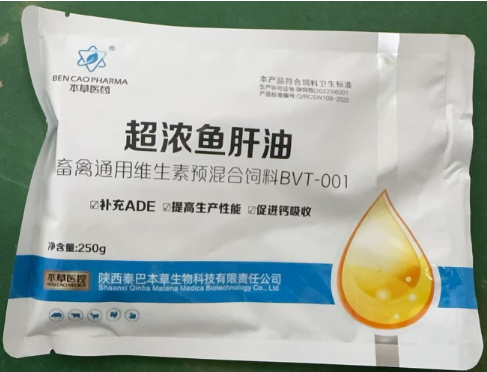 BEN CAO PHARMA
本草医药
本产品符合饲料卫生标准
超浓鱼肝油
畜禽通用维生素预混合饲料BVT-001
☑补充ADE ☑提高生产性能 ☑促进钙吸收
净含量:250g
本草医控
陕西秦巴本草生物科技有限责任公司
Shaanxi Qinba Materia Medica Biotechnology Co., Ltd.